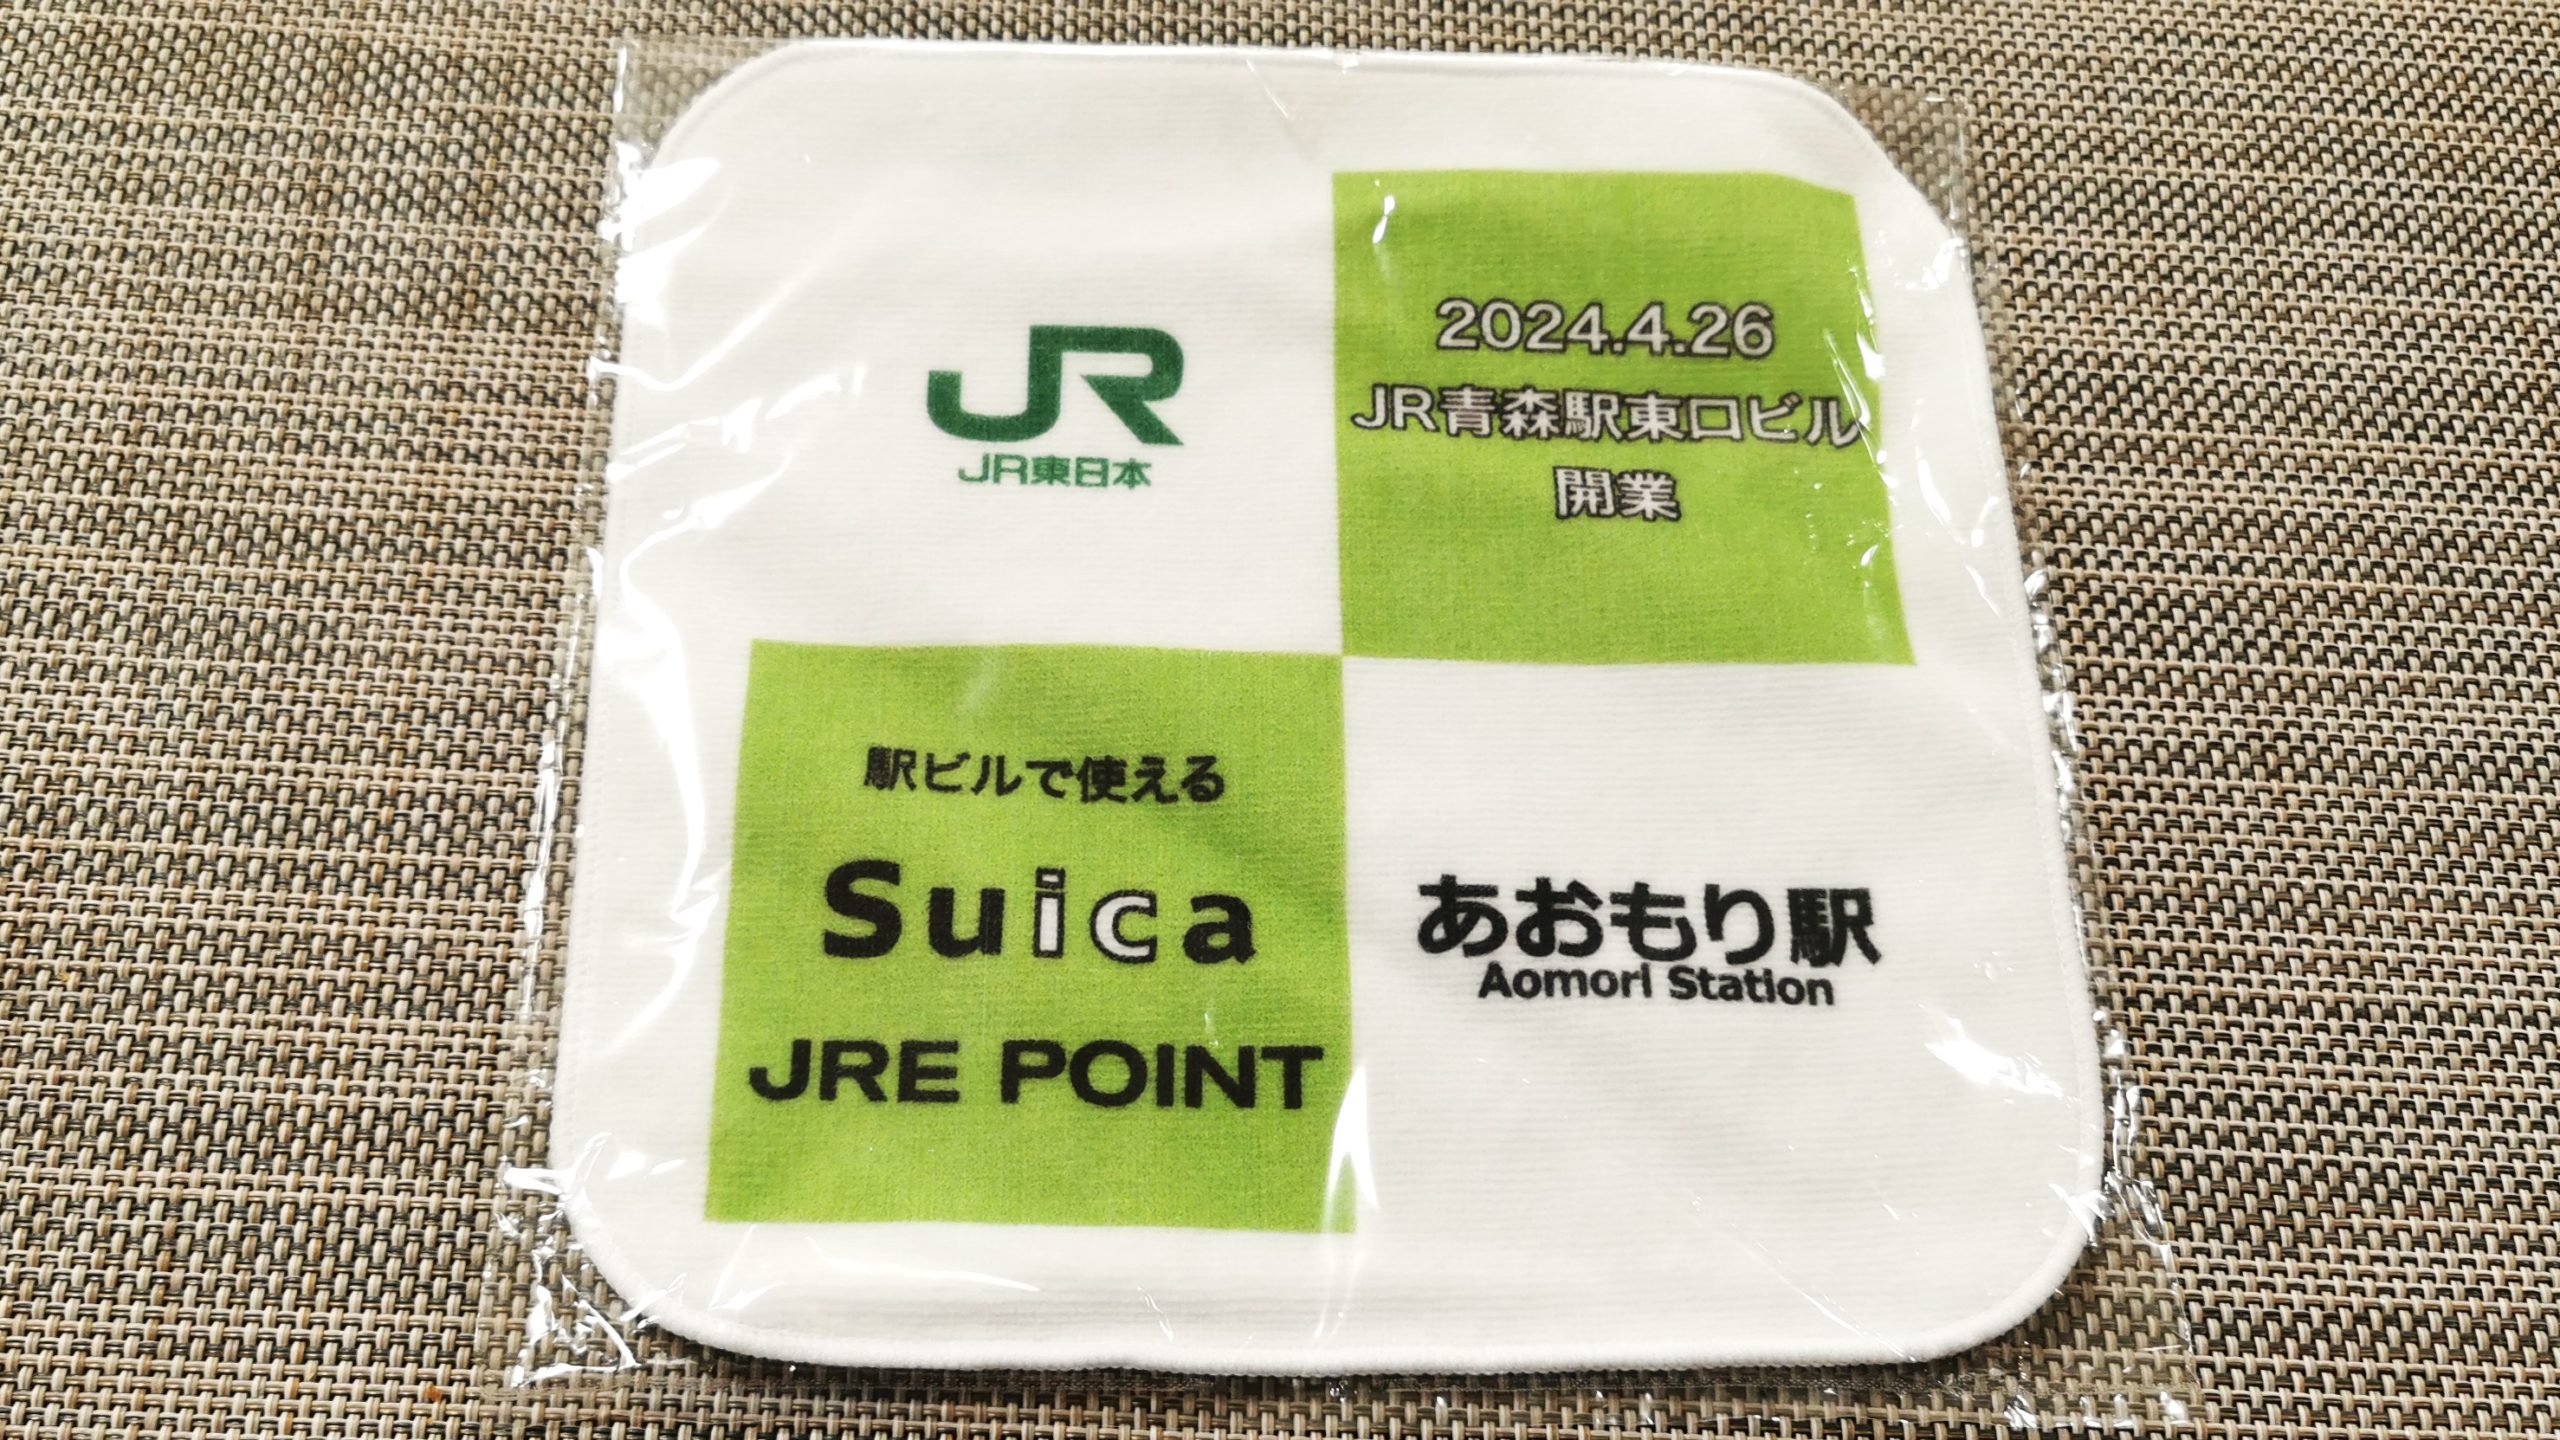 JR
JR東日本
2024.4.26
JR青森駅東口ビル
開業
駅ビルで使える
Suica
JRE POINT
あおもり駅
Aomori Station